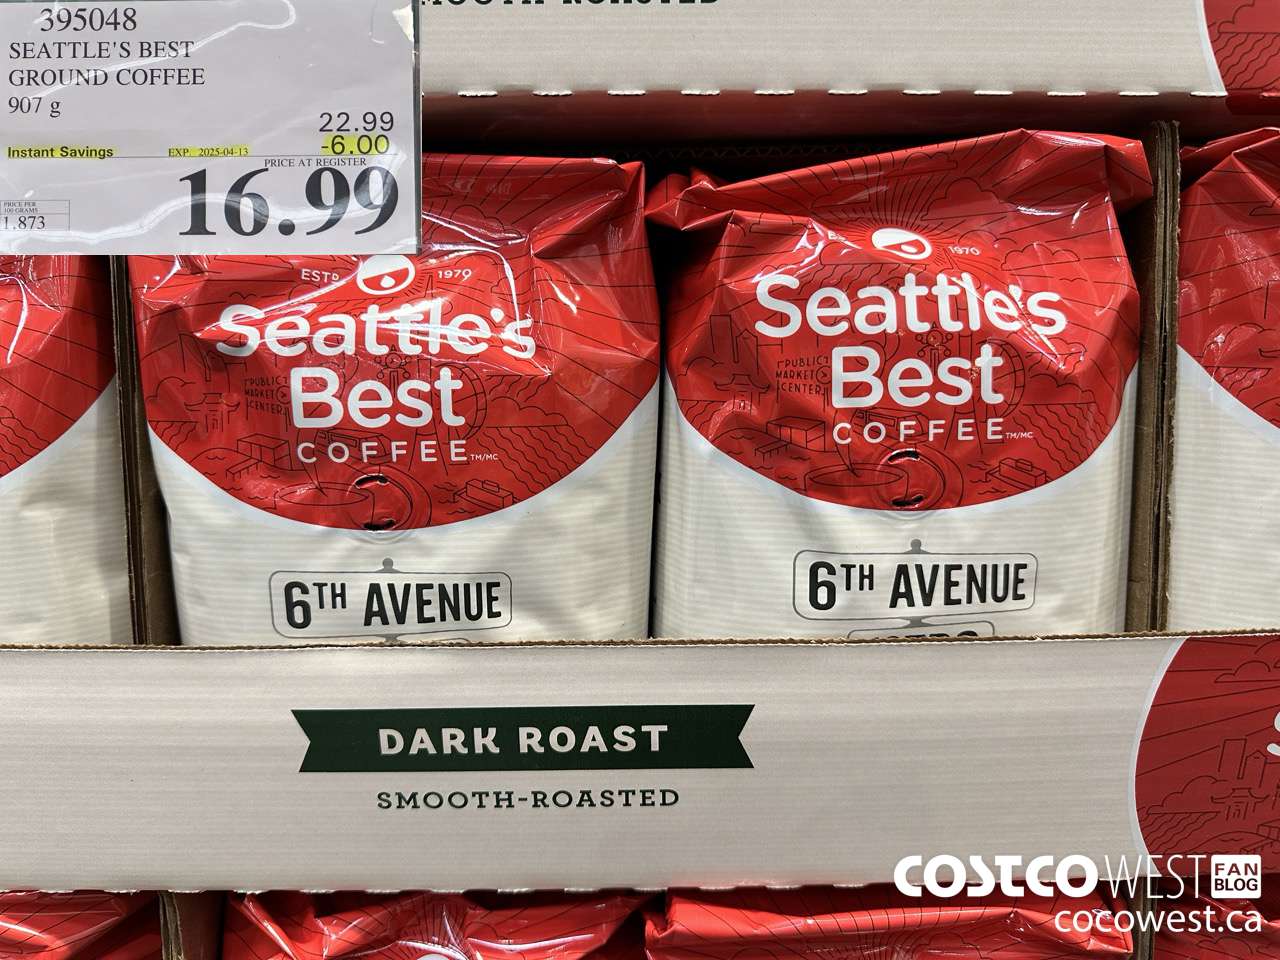 395048
SEATTLE'S BEST
GROUND COFFEE
907 g
22.99
-6.00
Instant Savings EXP. 2025-04-13
PRICE AT REGISTER
16.99
PRICE PER
100 GRAMS
1.873
SMOOTH-ROASTED
ESTD 1970
Seattle's
Best
COFFEE TM/MC
PUBLIC
MARKET
CENTER
6TH AVENUE
1970
Seattle's
Best
COFFEE TM/MC
PUBLIC
MARKET
CENTER
6TH AVENUE
DARK ROAST
SMOOTH-ROASTED
COSTCO WEST FAN BLOG
cocowest.ca